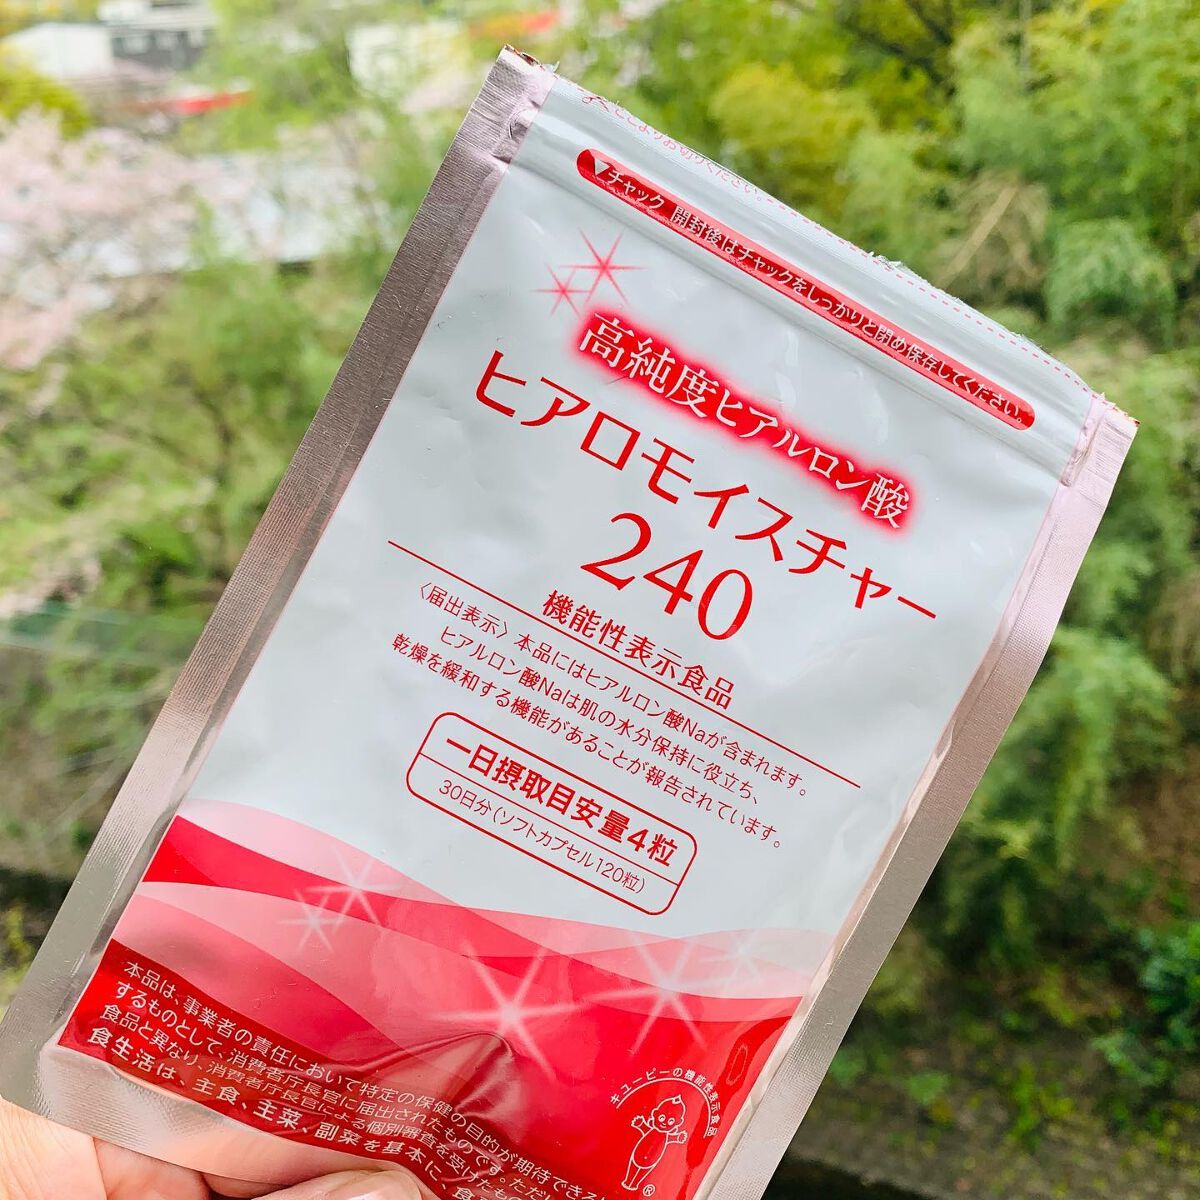 ここよりお切りください。
▼チャック 開封後はチャックをしっかりと閉め保存してください。
高純度ヒアルロン酸
ヒアロモイスチャー
240
機能性表示食品
〈届出表示〉本品にはヒアルロン酸Naが含まれます。
ヒアルロン酸Naは肌の水分保持に役立ち、
乾燥を緩和する機能があることが報告されています。
一日摂取目安量4粒
30日分(ソフトカプセル120粒)
本品は、事業者の責任において特定の保健の目的が期待できる
するものとして、消費者庁長官に届出されたものです。ただし
食品と異なり、消費者庁長官による個別審査を受けたもの
食生活は、主食、主菜、副菜を基本に、食
キユーピーの機能性表示食品
®